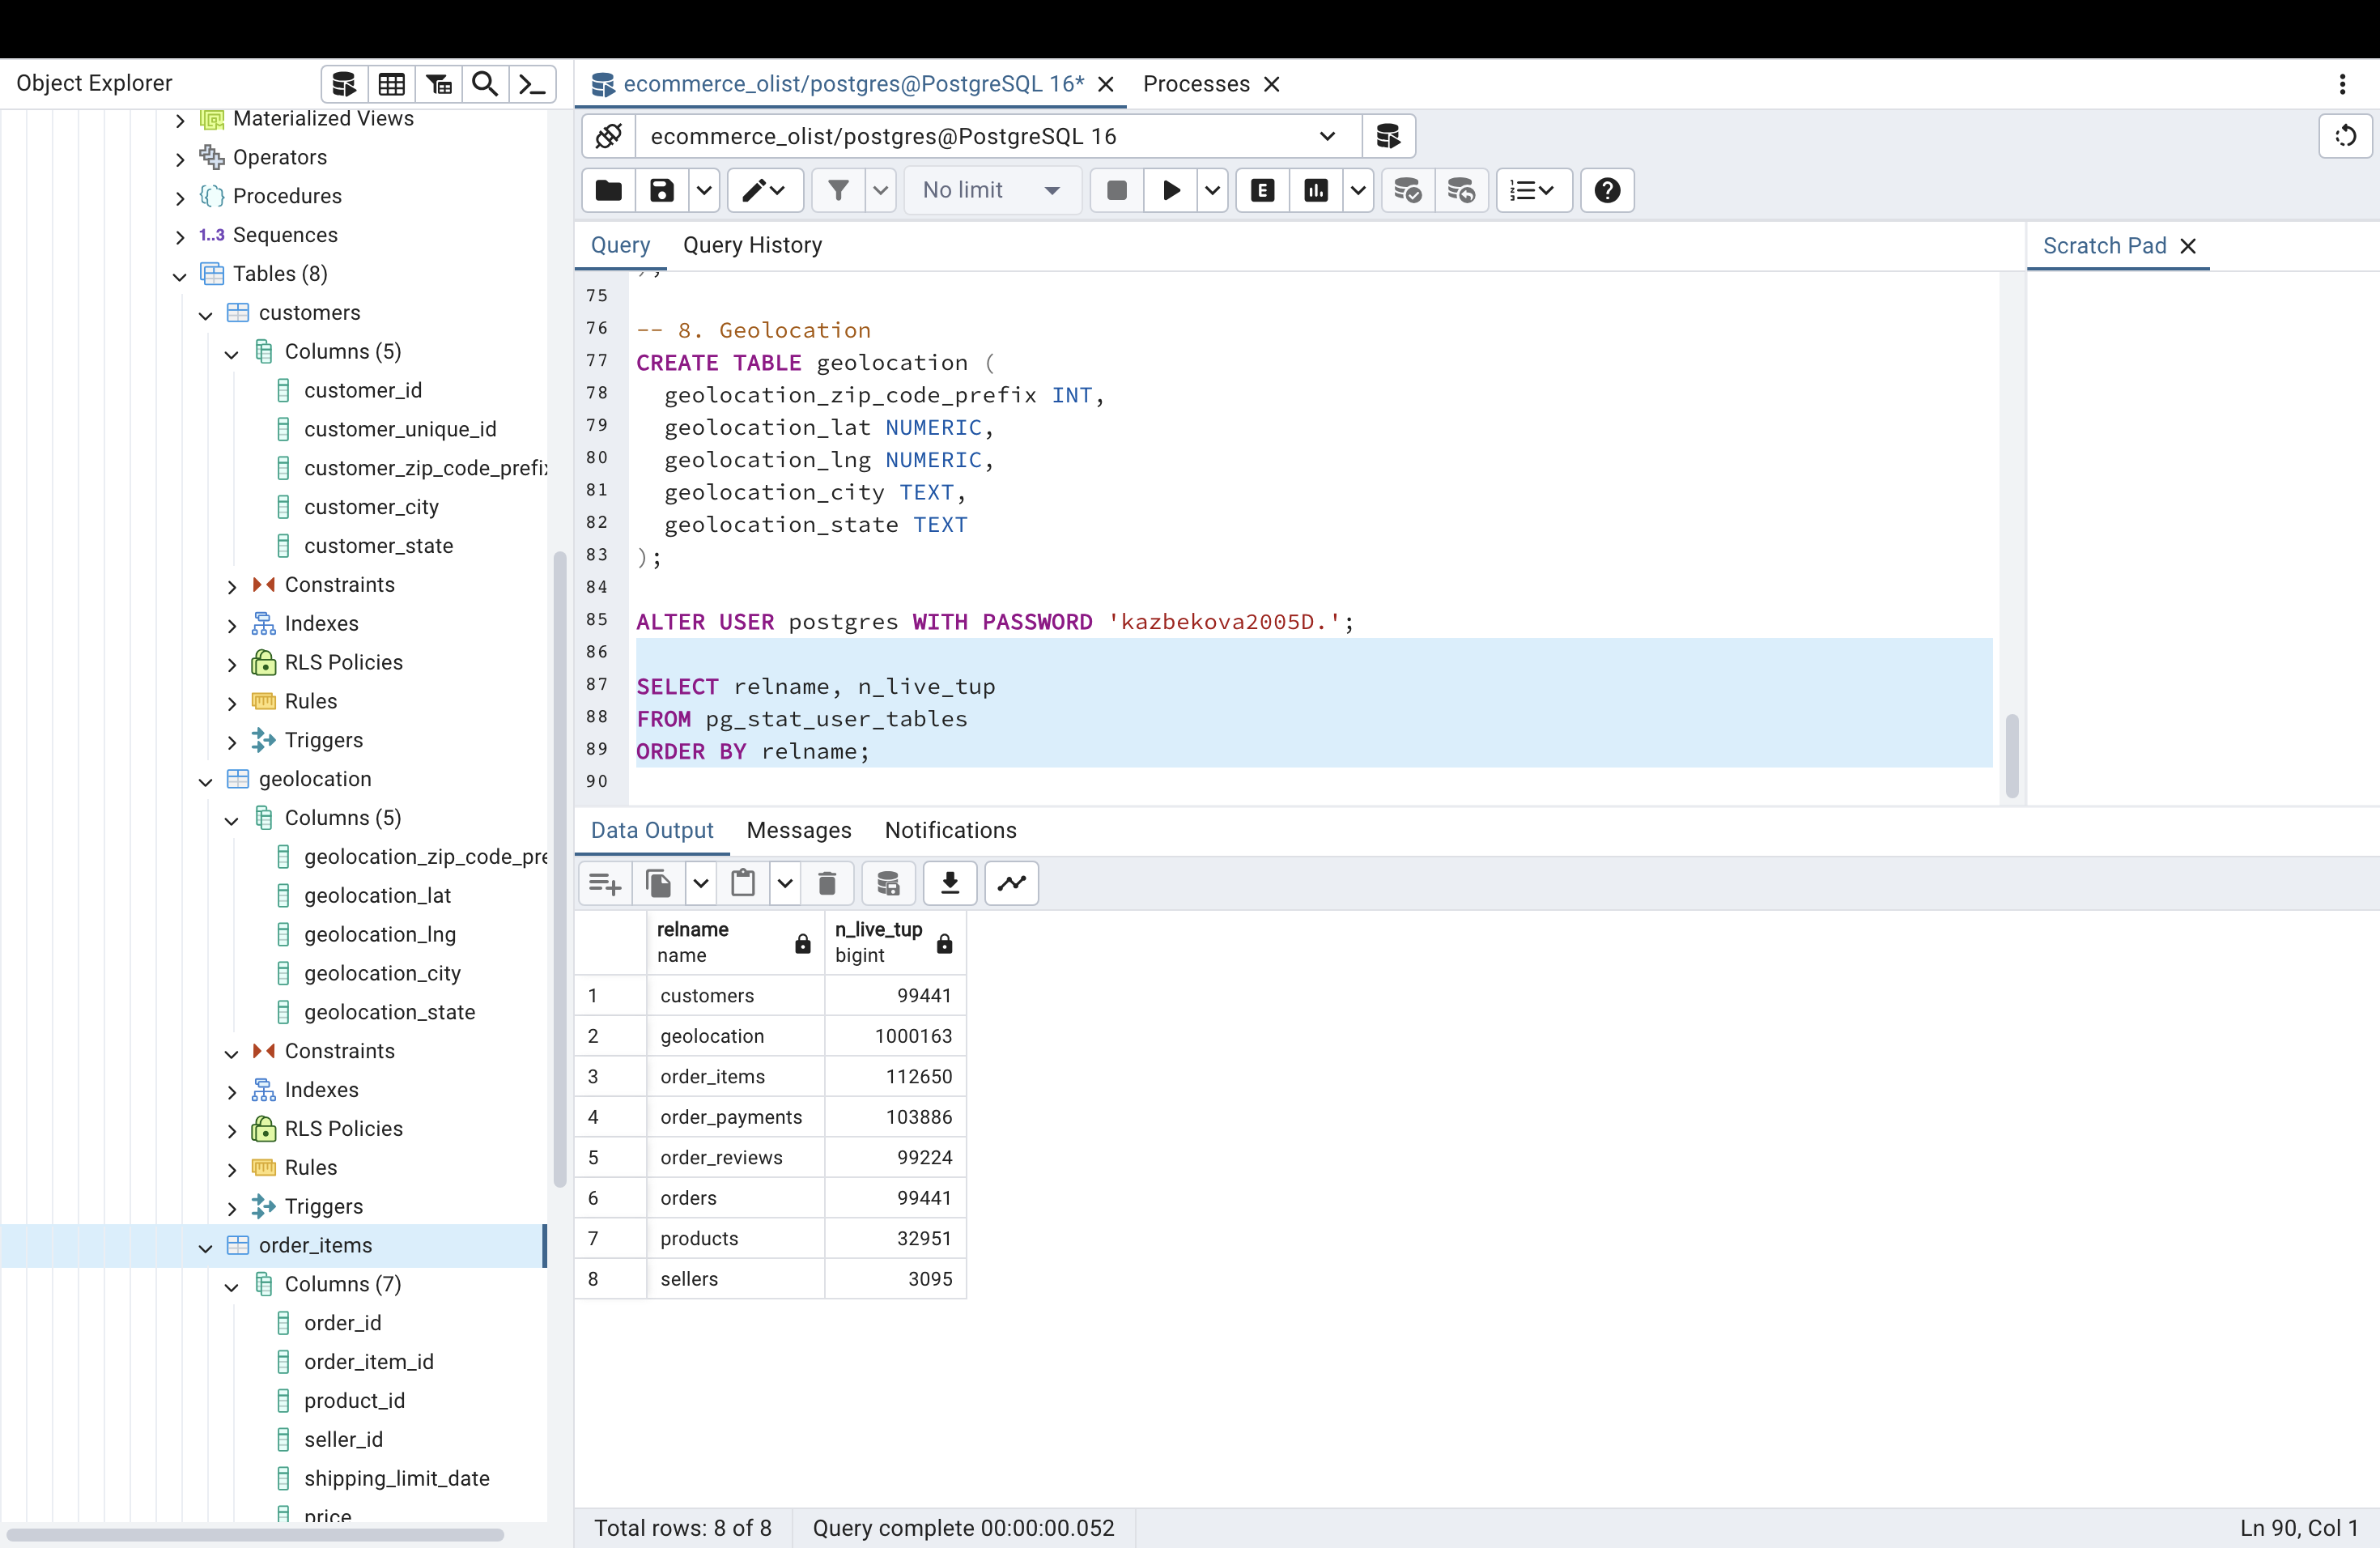 Object Explorer
Materialized Views
Operators
Procedures
1..3 Sequences
Tables (8)
customers
Columns (5)
customer_id
customer_unique_id
customer_zip_code_prefix
customer_city
customer_state
Constraints
Indexes
RLS Policies
Rules
Triggers
geolocation
Columns (5)
geolocation_zip_code_pre
geolocation_lat
geolocation_lng
geolocation_city
geolocation_state
Constraints
Indexes
RLS Policies
Rules
Triggers
order_items
Columns (7)
order_id
order_item_id
product_id
seller_id
shipping_limit_date
price
ecommerce_olist/postgres@PostgreSQL 16*
Processes
ecommerce_olist/postgres@PostgreSQL 16
No limit
E
Query Query History
Scratch Pad
);
75
76 -- 8. Geolocation
77 CREATE TABLE geolocation (
78 geolocation_zip_code_prefix INT,
79 geolocation_lat NUMERIC,
80 geolocation_lng NUMERIC,
81 geolocation_city TEXT,
82 geolocation_state TEXT
83 );
84
85 ALTER USER postgres WITH PASSWORD 'kazbekova2005D.';
86
87 SELECT relname, n_live_tup
88 FROM pg_stat_user_tables
89 ORDER BY relname;
90
Data Output Messages Notifications
relname n_live_tup
name bigint
1 customers 99441
2 geolocation 1000163
3 order_items 112650
4 order_payments 103886
5 order_reviews 99224
6 orders 99441
7 products 32951
8 sellers 3095
Total rows: 8 of 8 Query complete 00:00:00.052 Ln 90, Col 1